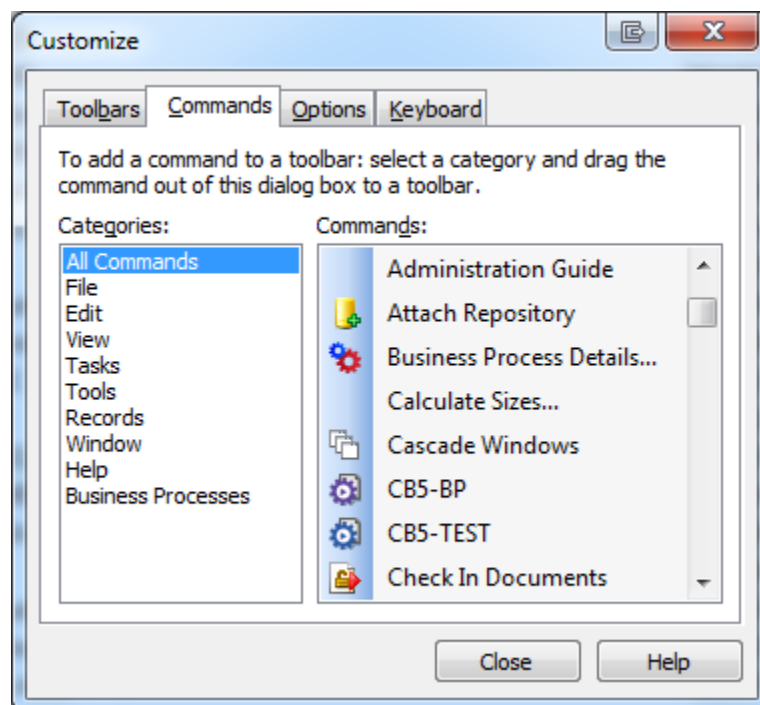 Customize
Toolbars Commands Options Keyboard
To add a command to a toolbar: select a category and drag the
command out of this dialog box to a toolbar.
Categories:
All Commands
File
Edit
View
Tasks
Tools
Records
Window
Help
Business Processes
Commands:
Administration Guide
Attach Repository
Business Process Details...
Calculate Sizes...
Cascade Windows
CB5-BP
CB5-TEST
Check In Documents
Close Help